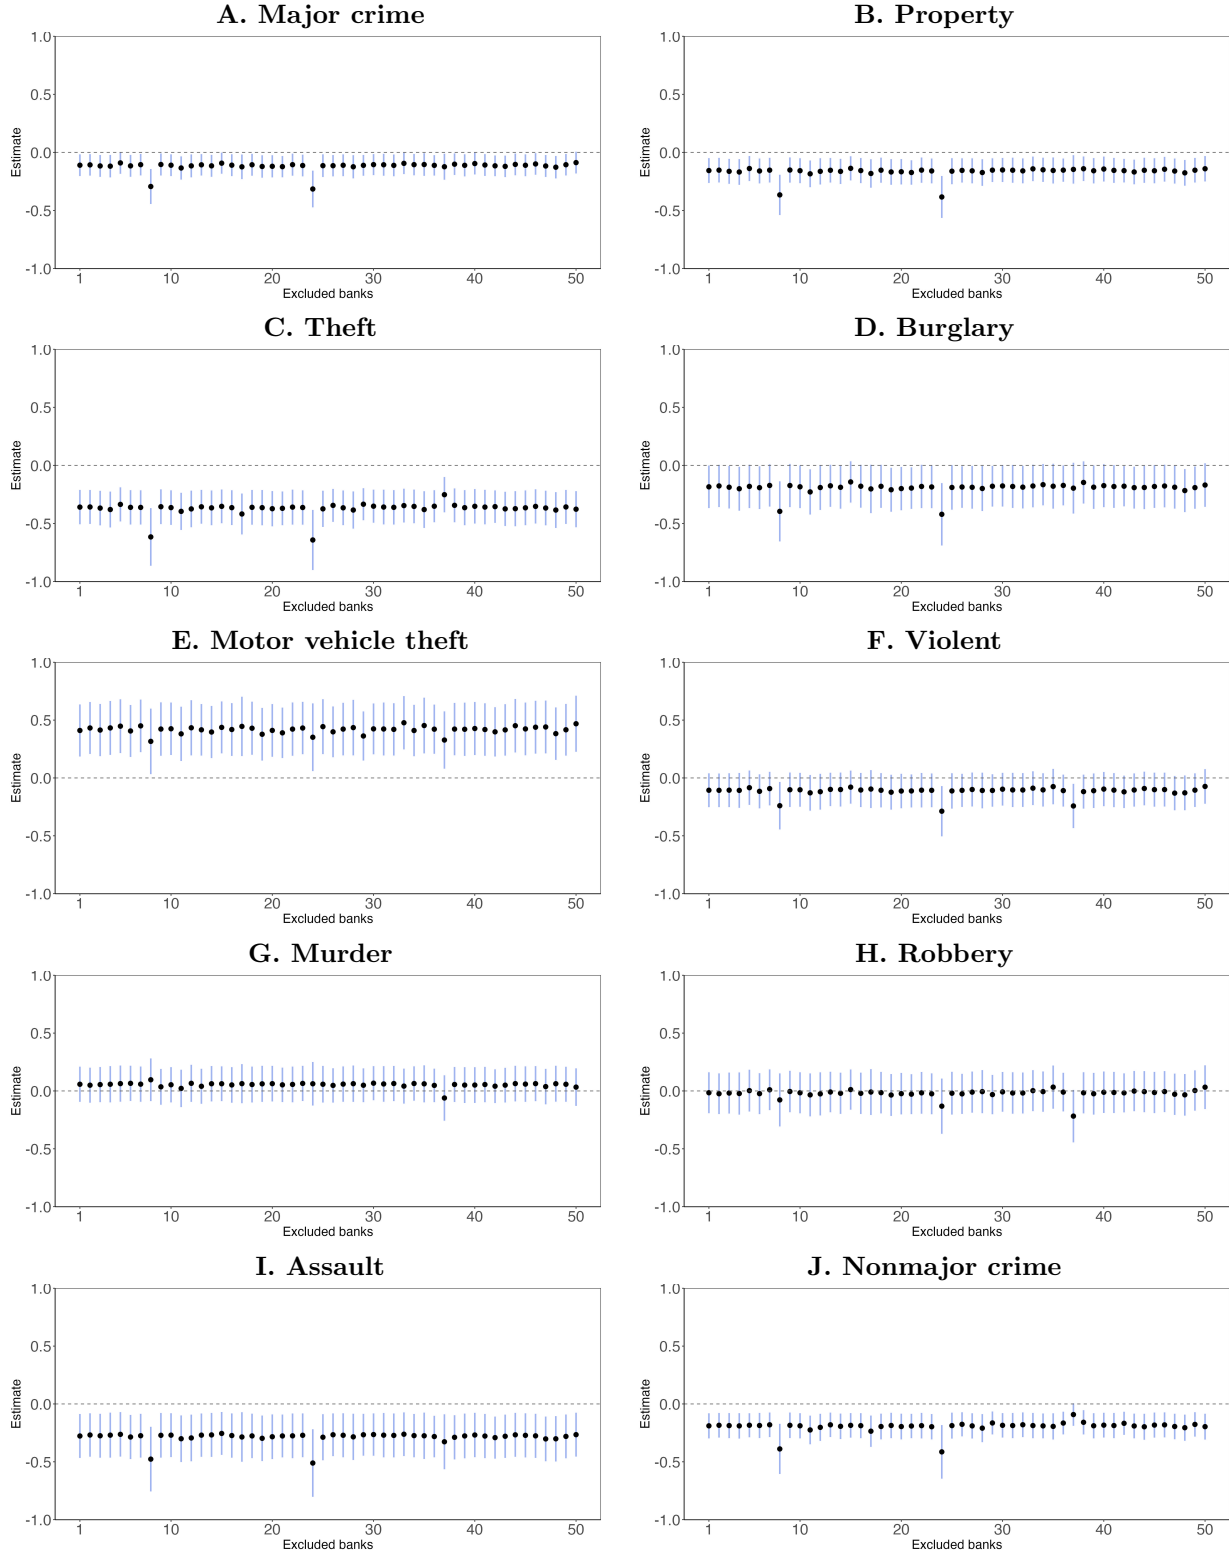 A. Major crime
B. Property
1.0
0.5
0.0
-0.5
-1.0
Estimate
1 10 20 30 40 50
Excluded banks
1.0
0.5
0.0
-0.5
-1.0
Estimate
1 10 20 30 40 50
Excluded banks
C. Theft
D. Burglary
1.0
0.5
0.0
-0.5
-1.0
Estimate
1 10 20 30 40 50
Excluded banks
1.0
0.5
0.0
-0.5
-1.0
Estimate
1 10 20 30 40 50
Excluded banks
E. Motor vehicle theft
F. Violent
1.0
0.5
0.0
-0.5
-1.0
Estimate
1 10 20 30 40 50
Excluded banks
1.0
0.5
0.0
-0.5
-1.0
Estimate
1 10 20 30 40 50
Excluded banks
G. Murder
H. Robbery
1.0
0.5
0.0
-0.5
-1.0
Estimate
1 10 20 30 40 50
Excluded banks
1.0
0.5
0.0
-0.5
-1.0
Estimate
1 10 20 30 40 50
Excluded banks
I. Assault
J. Nonmajor crime
1.0
0.5
0.0
-0.5
-1.0
Estimate
1 10 20 30 40 50
Excluded banks
1.0
0.5
0.0
-0.5
-1.0
Estimate
1 10 20 30 40 50
Excluded banks